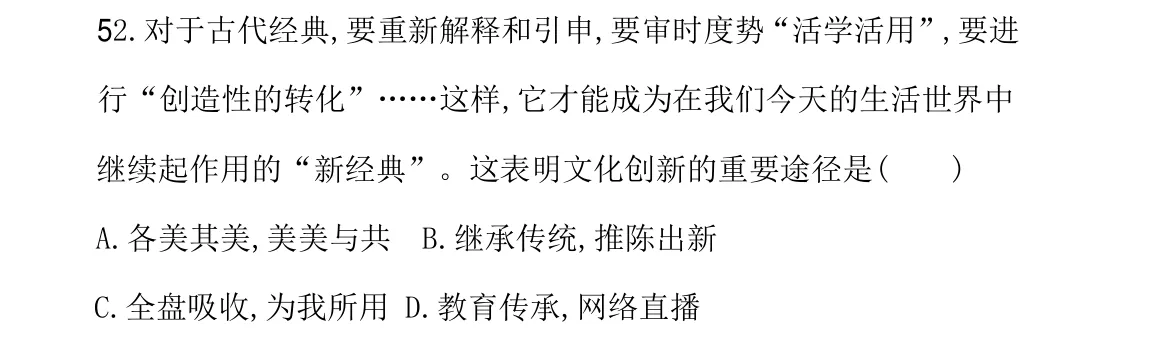 52.对于古代经典,要重新解释和引申,要审时度势“活学活用”,要进
行“创造性的转化”……这样,它才能成为在我们今天的生活世界中
继续起作用的“新经典”。这表明文化创新的重要途径是(　　)
A.各美其美,美美与共　B.继承传统,推陈出新
C.全盘吸收,为我所用 D.教育传承,网络直播